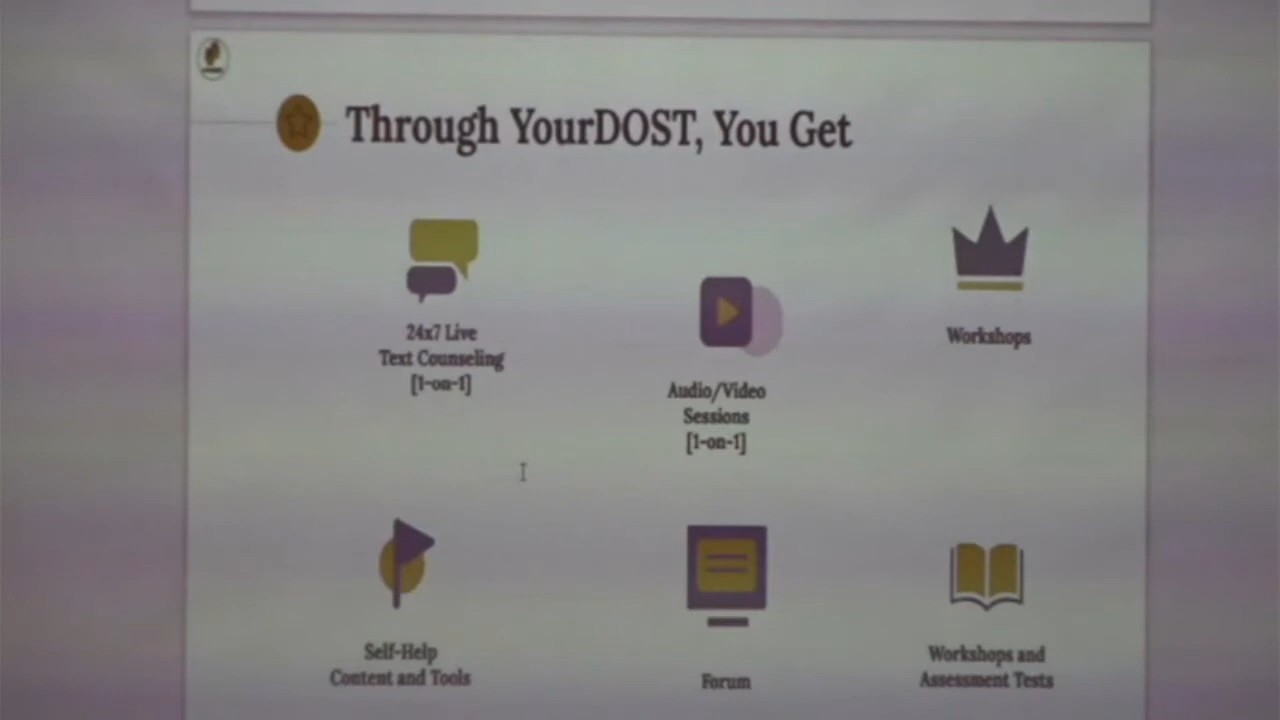 Through YourDOST, You Get
24x7 Live
Text Counseling
[1-on-1]
Audio/Video
Sessions
[1-on-1]
Workshops
Self-Help
Content and Tools
Forum
Workshops and
Assessment Tests